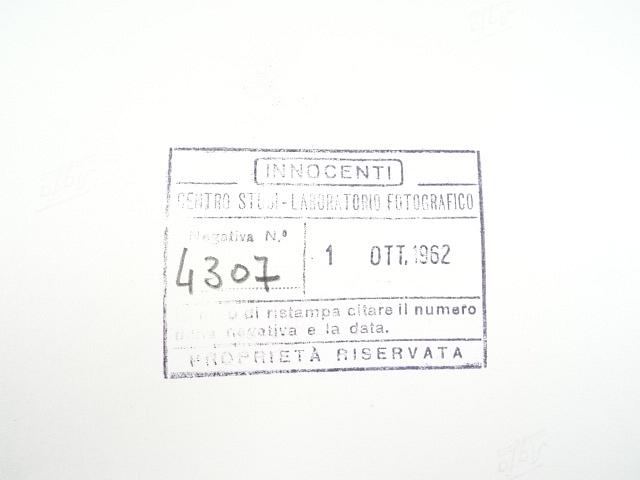 INNOCENTI
CENTRO STUDI-LABORATORIO FOTOGRAFICO
Negativa N.º
4307
1 OTT. 1962
di ristampa citare il numero
della negativa e la data.
PROPRIETÀ RISERVATA